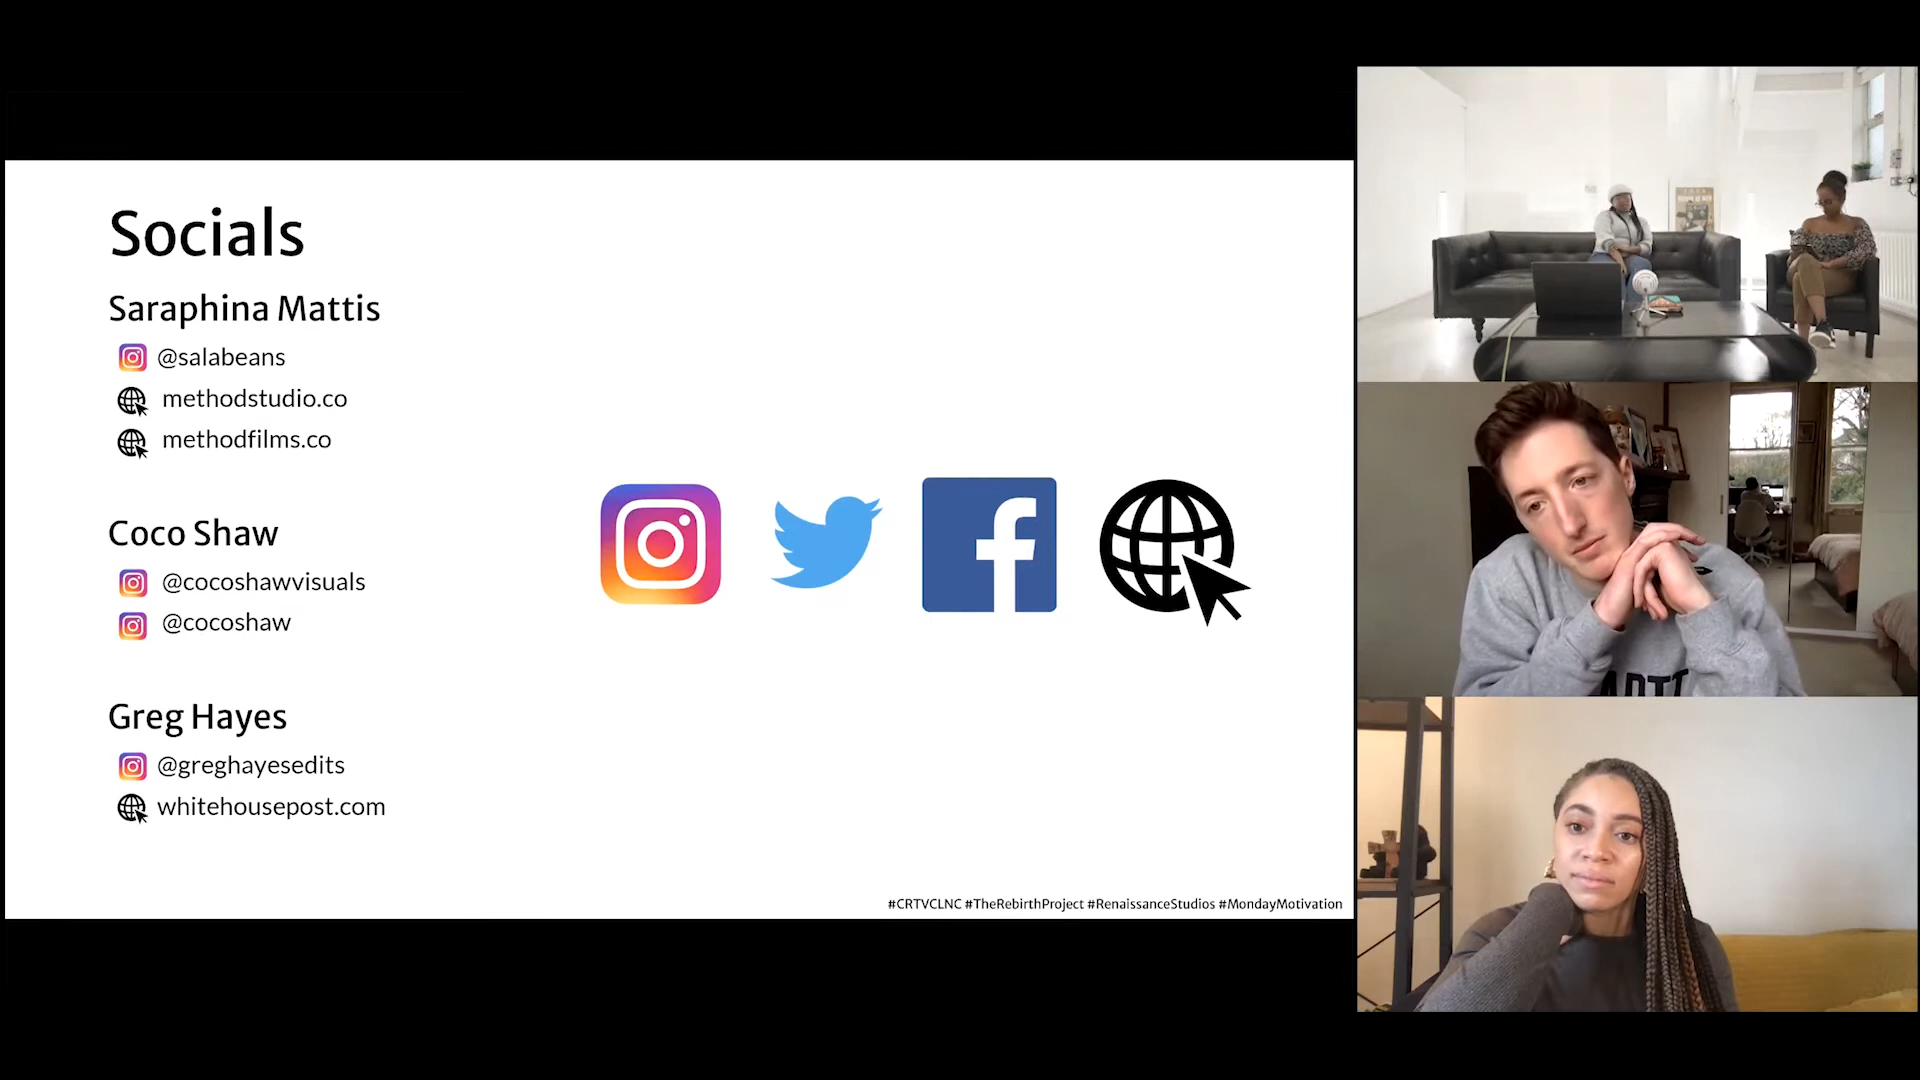 Socials
Saraphina Mattis
@salabeans
methodstudio.co
methodfilms.co
Coco Shaw
@cocoshawvisuals
@cocoshaw
Greg Hayes
@greghayesedits
whitehousepost.com
#CRTVCLNC #TheRebirthProject #RenaissanceStudios #MondayMotivation